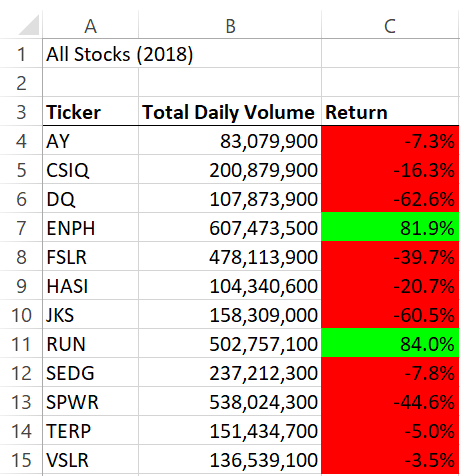 A B C
1 All Stocks (2018)
2
3 Ticker Total Daily Volume Return
4 AY 83,079,900 -7.3%
5 CSIQ 200,879,900 -16.3%
6 DQ 107,873,900 -62.6%
7 ENPH 607,473,500 81.9%
8 FSLR 478,113,900 -39.7%
9 HASI 104,340,600 -20.7%
10 JKS 158,309,000 -60.5%
11 RUN 502,757,100 84.0%
12 SEDG 237,212,300 -7.8%
13 SPWR 538,024,300 -44.6%
14 TERP 151,434,700 -5.0%
15 VSLR 136,539,100 -3.5%